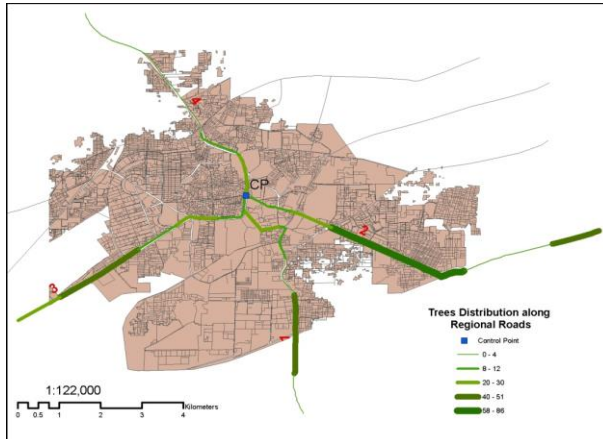 4
CP
2
3
1
Trees Distribution along
Regional Roads
Control Point
0 - 4
8 - 12
20 - 30
40 - 51
58 - 86
1:122,000
0 0.5 1 2 3 4
Kilometers